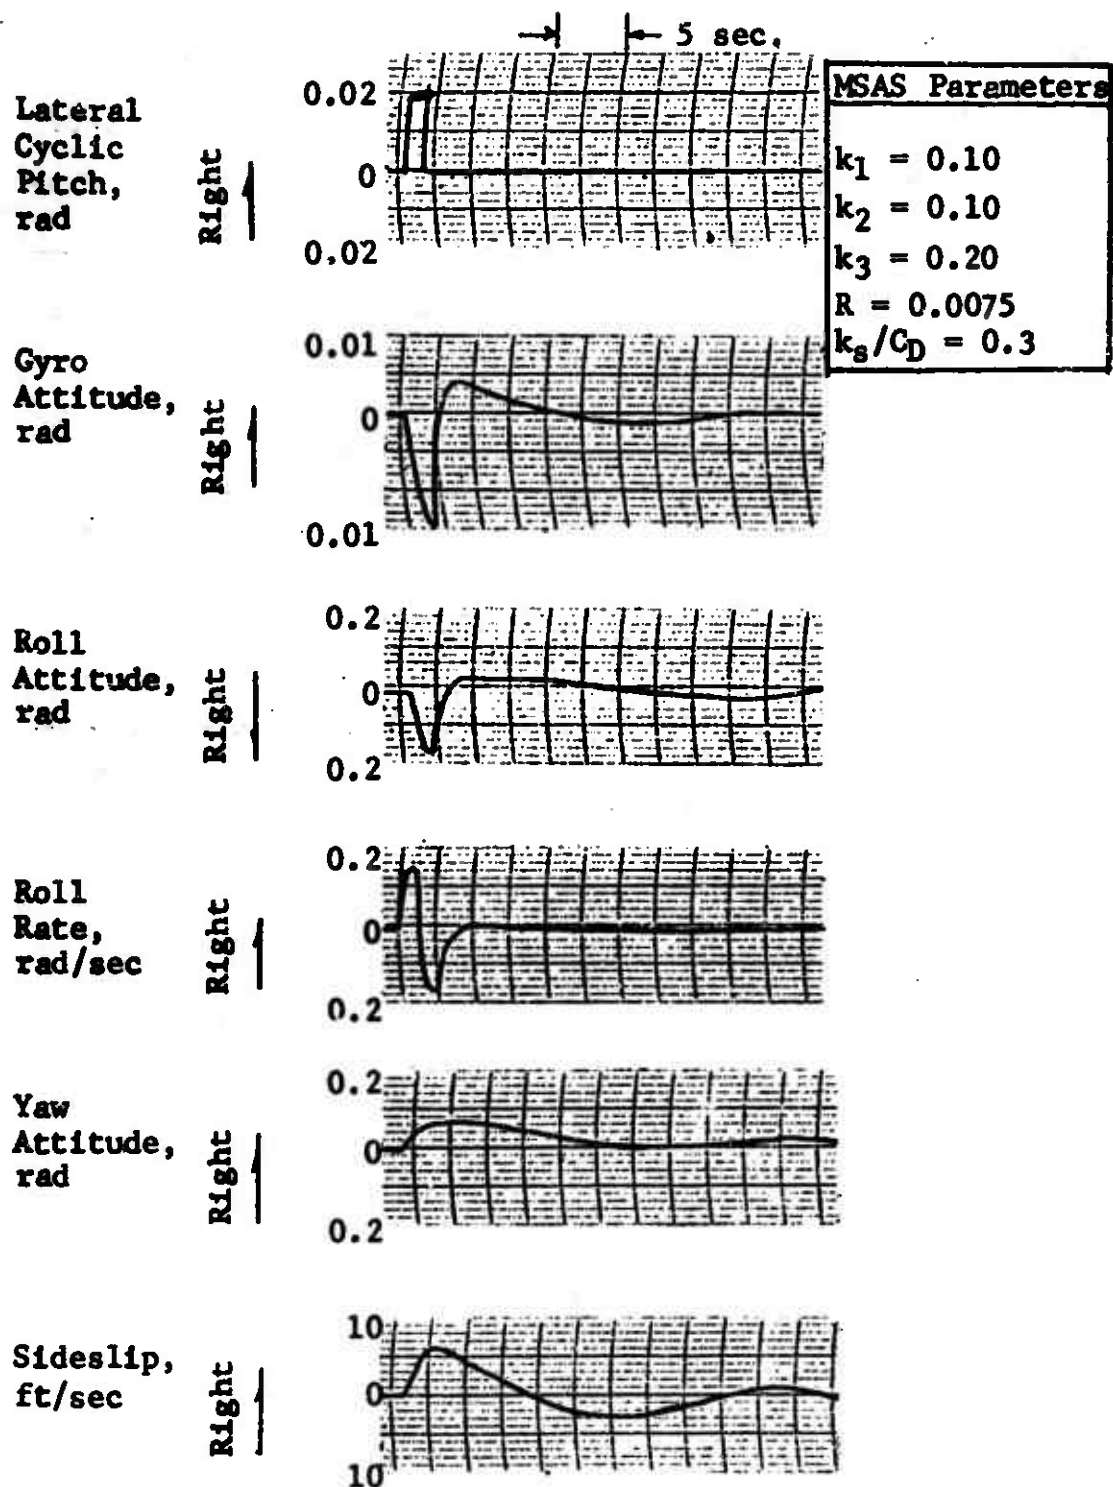 5 sec.
Lateral
Cyclic
Pitch,
rad
Right
0.02
0
0.02
MSAS Parameters
k1 = 0.10
k2 = 0.10
k3 = 0.20
R = 0.0075
ks/CD = 0.3
Gyro
Attitude,
rad
Right
0.01
0
0.01
Roll
Attitude,
rad
Right
0.2
0
0.2
Roll
Rate,
rad/sec
Right
0.2
0
0.2
Yaw
Attitude,
rad
Right
0.2
0
0.2
Sideslip,
ft/sec
Right
10
0
10